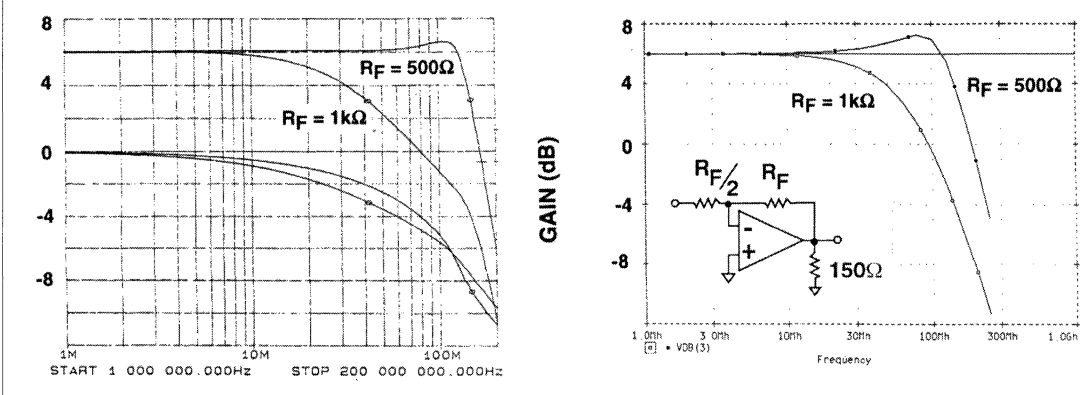 8
4
0
-4
-8
RF = 500Ω
RF = 1kΩ
1M 10M 100M
START 1 000 000.000Hz STOP 200 000 000.000Hz
GAIN (dB)
8
4
0
-4
-8
RF = 500Ω
RF = 1kΩ
RF/2 RF
-
+
150Ω
1.0Mh 3.0Mh 10Mh 30Mh 100Mh 300Mh 1.0Gh
VDB(3)
Frequency